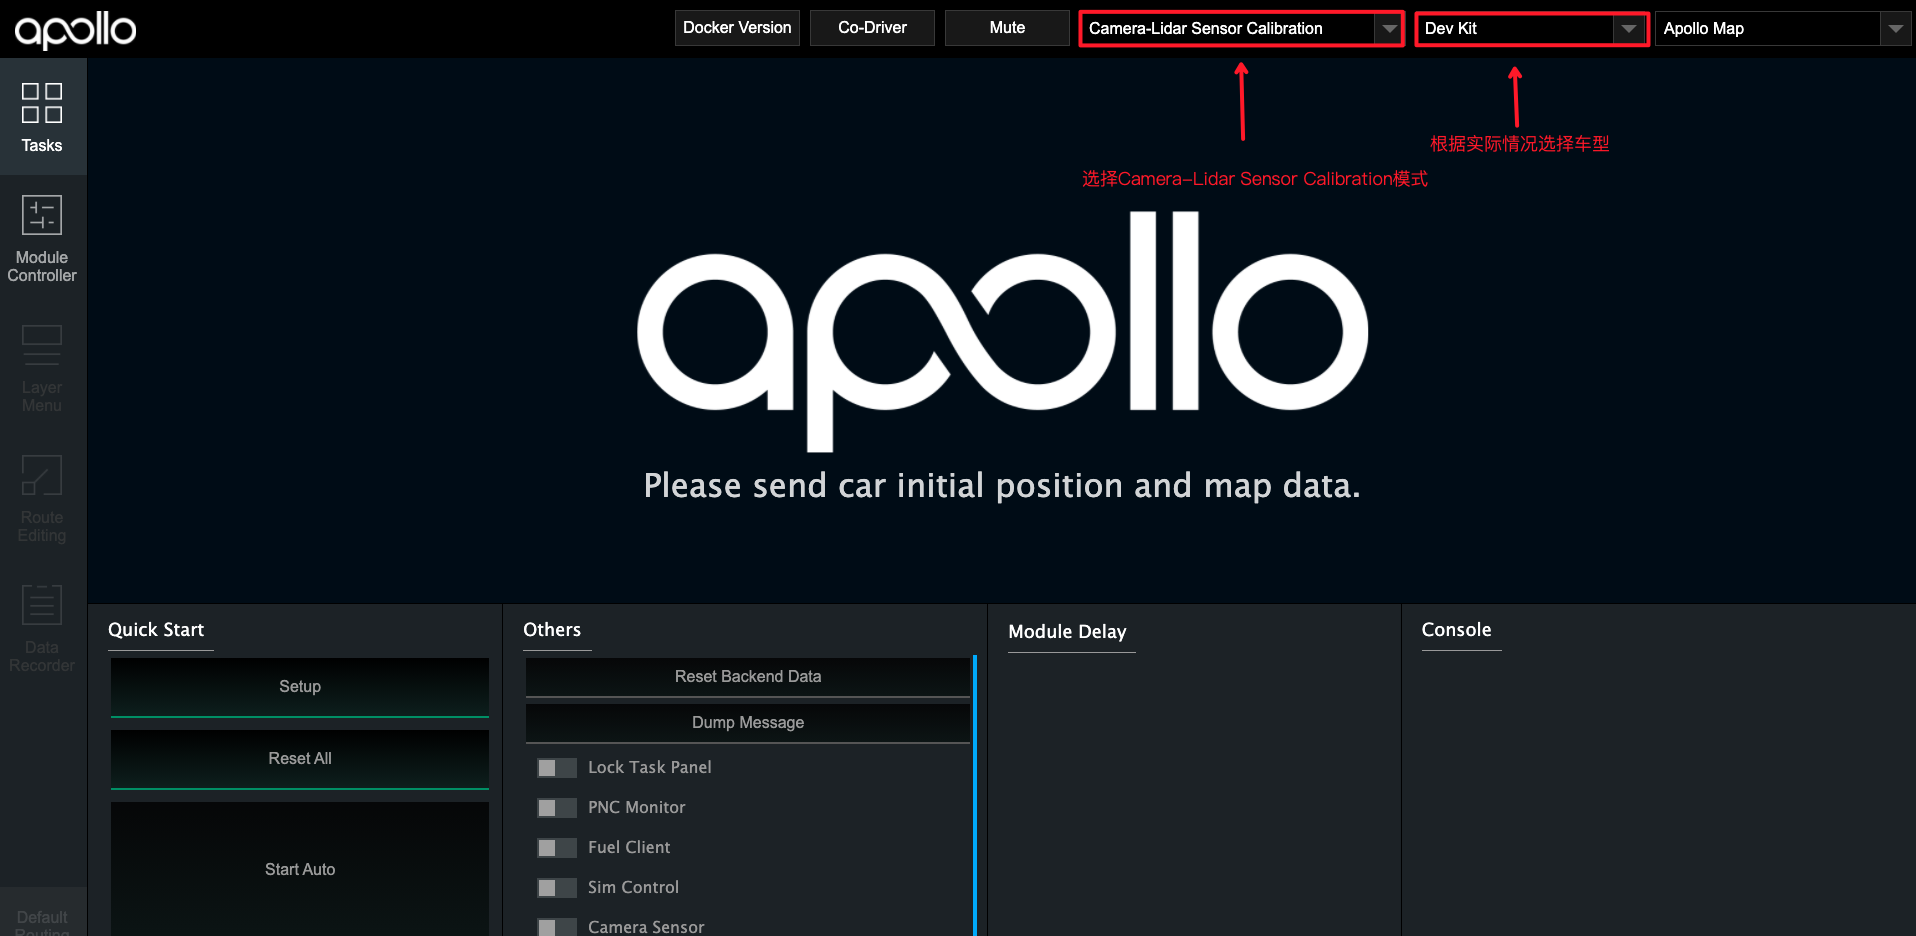 apollo
Docker Version
Co-Driver
Mute
Camera-Lidar Sensor Calibration
Dev Kit
Apollo Map
Tasks
Module
Controller
Layer
Menu
Route
Editing
Data
Recorder
Default
Routing
根据实际情况选择车型
选择Camera-Lidar Sensor Calibration模式
apollo
Please send car initial position and map data.
Quick Start
Setup
Reset All
Start Auto
Others
Reset Backend Data
Dump Message
Lock Task Panel
PNC Monitor
Fuel Client
Sim Control
Camera Sensor
Module Delay
Console